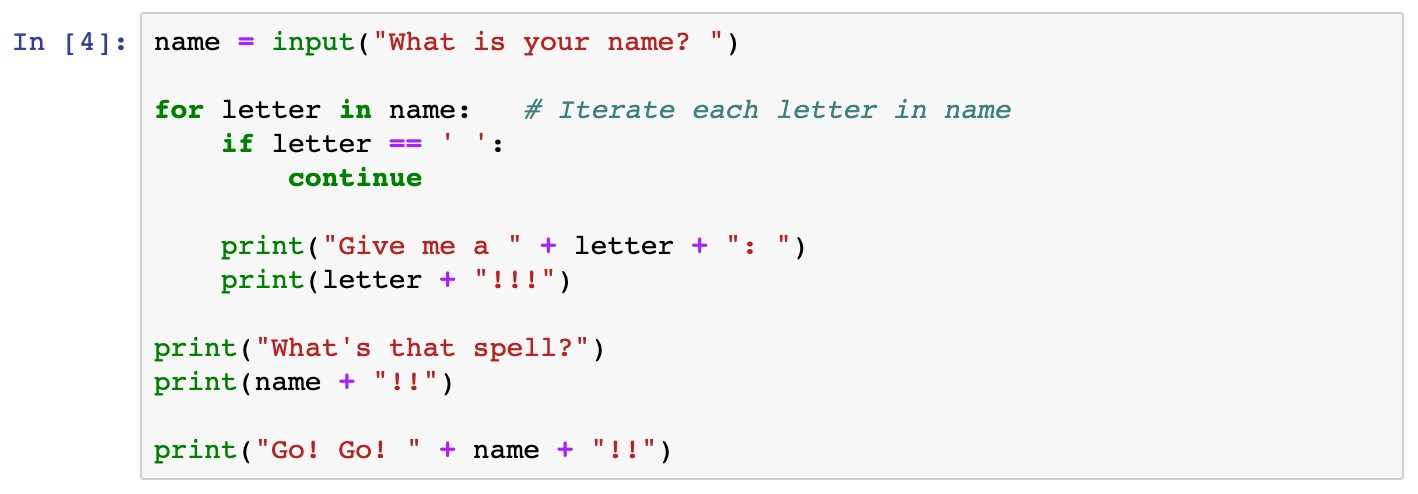 In [4]: name = input("What is your name? ")
for letter in name:   # Iterate each letter in name
    if letter == ' ':
        continue
    print("Give me a " + letter + ": ")
    print(letter + "!!!")
print("What's that spell?")
print(name + "!!")
print("Go! Go! " + name + "!!")